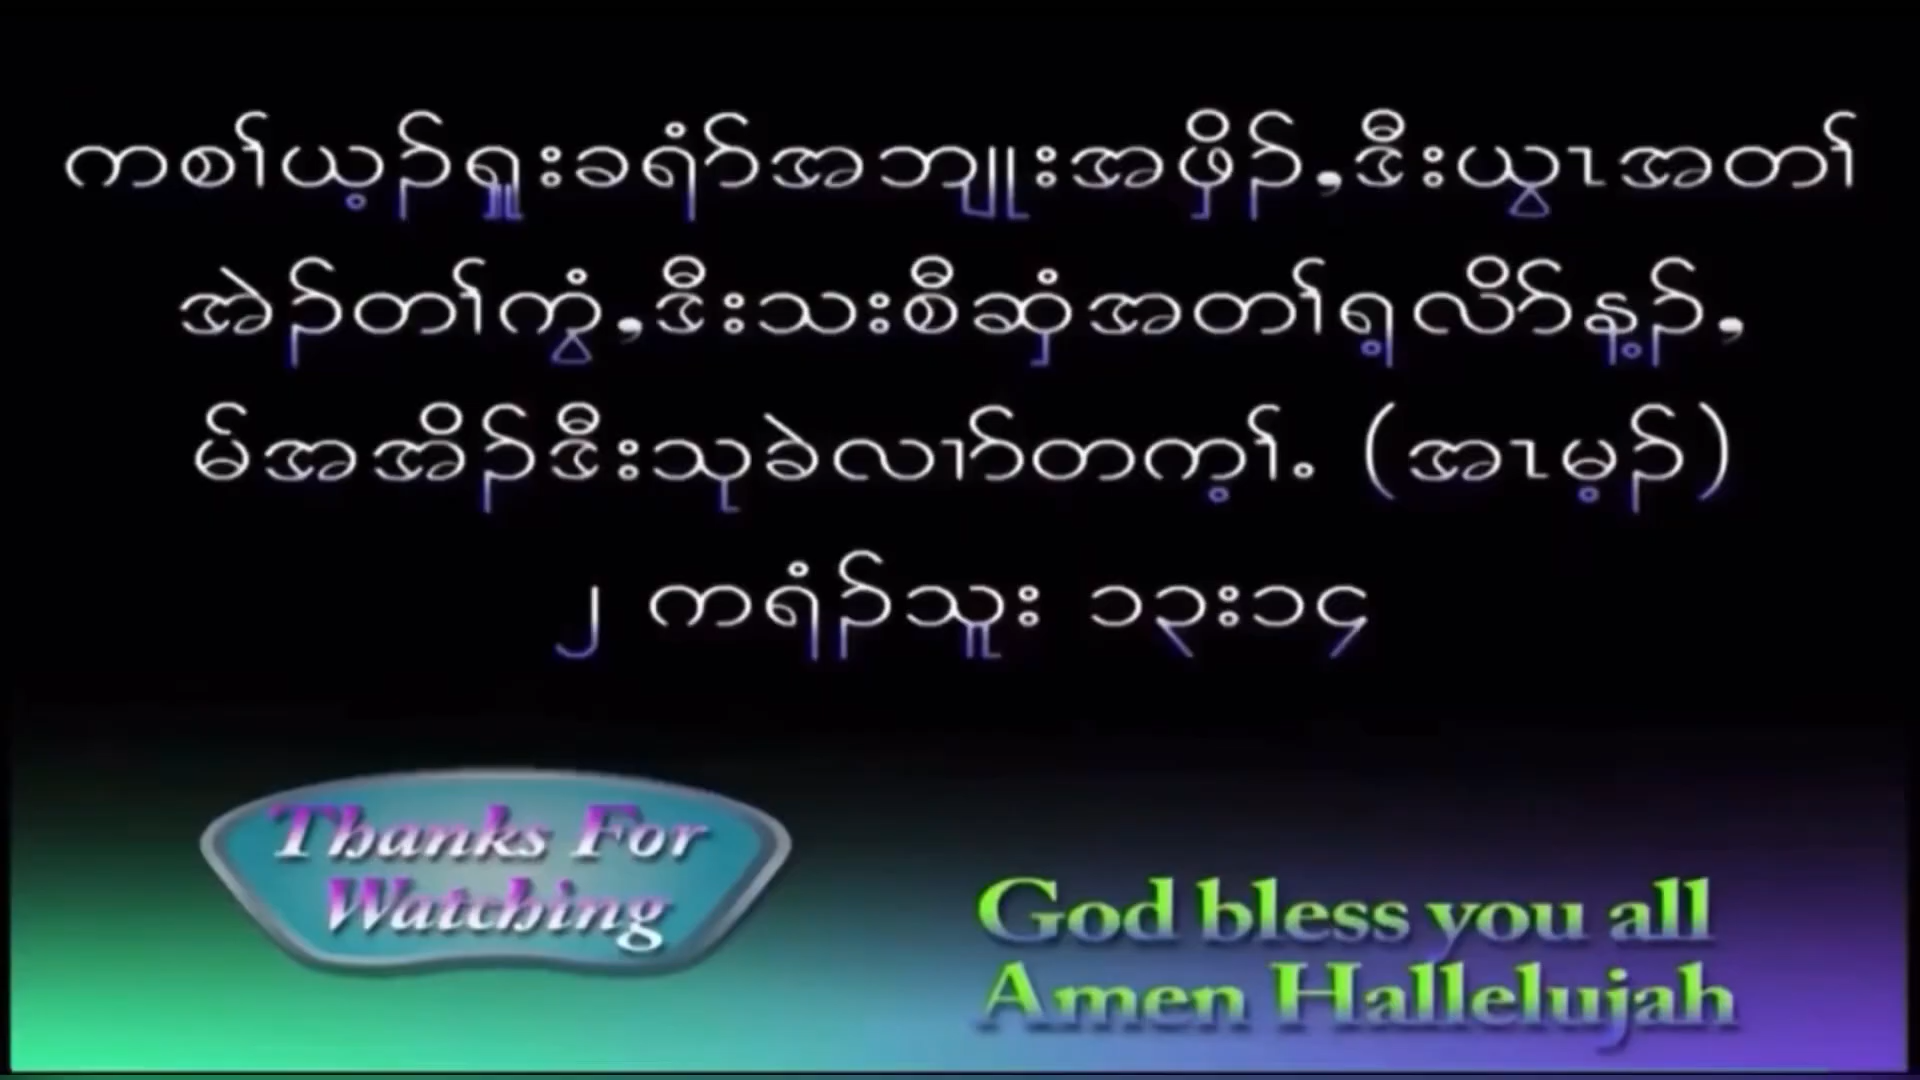 ကစၢ်ယ့ၣ်ရှူးခရံာ်အဘျုးအဖှိၣ်,ဒီးယွၤအတၢ်
အဲၣ်တၢ်ကွံ,ဒီးသးစီဆှံအတၢ်ရ့လိာ်န့ၣ်,
မ်အအိၣ်ဒီးသုခဲလၢာ်တက့ၢ်. (အၤမ့ၣ်)
၂ ကရံၣ်သူး ၁၃း၁၄
Thanks For
Watching
God bless you all
Amen Hallelujah